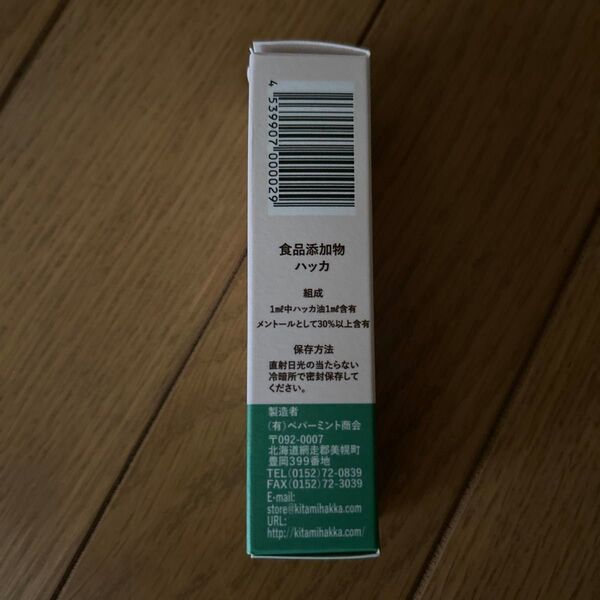 4 539907 000029
食品添加物
ハッカ
組成
1㎖中ハッカ油1㎖含有
メントールとして30%以上含有
保存方法
直射日光の当たらない
冷暗所で密封保存して
ください。
製造者
(有)ペパーミント商会
〒092-0007
北海道網走郡美幌町
豊岡399番地
TEL(0152)72-0839
FAX(0152)72-3039
E-mail:
store@kitamihakka.com
URL:
http://kitamihakka.com/